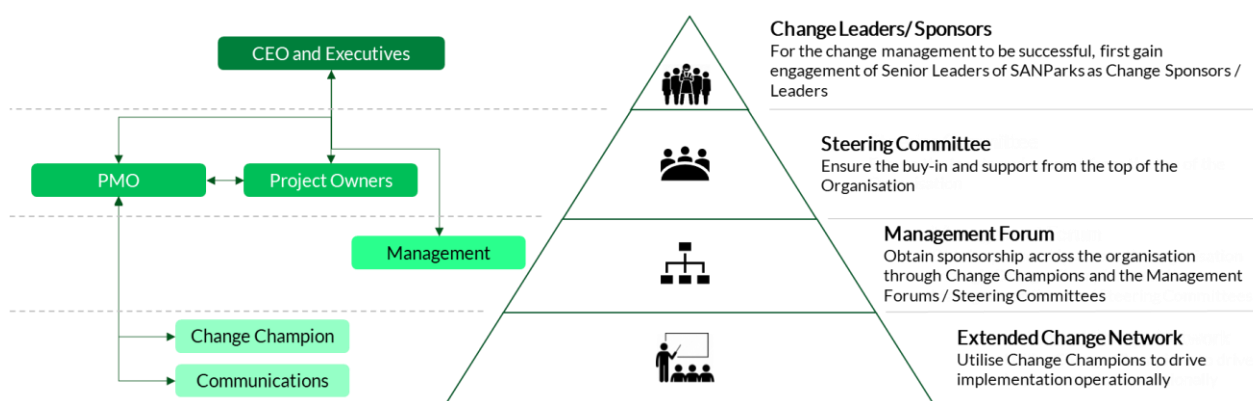 CEO and Executives
PMO
Project Owners
Management
Change Champion
Communications
Change Leaders/ Sponsors
For the change management to be successful, first gain
engagement of Senior Leaders of SANParks as Change Sponsors /
Leaders
Steering Committee
Ensure the buy-in and support from the top of the
Organisation
Management Forum
Obtain sponsorship across the organisation
through Change Champions and the Management
Forums / Steering Committees
Extended Change Network
Utilise Change Champions to drive
implementation operationally